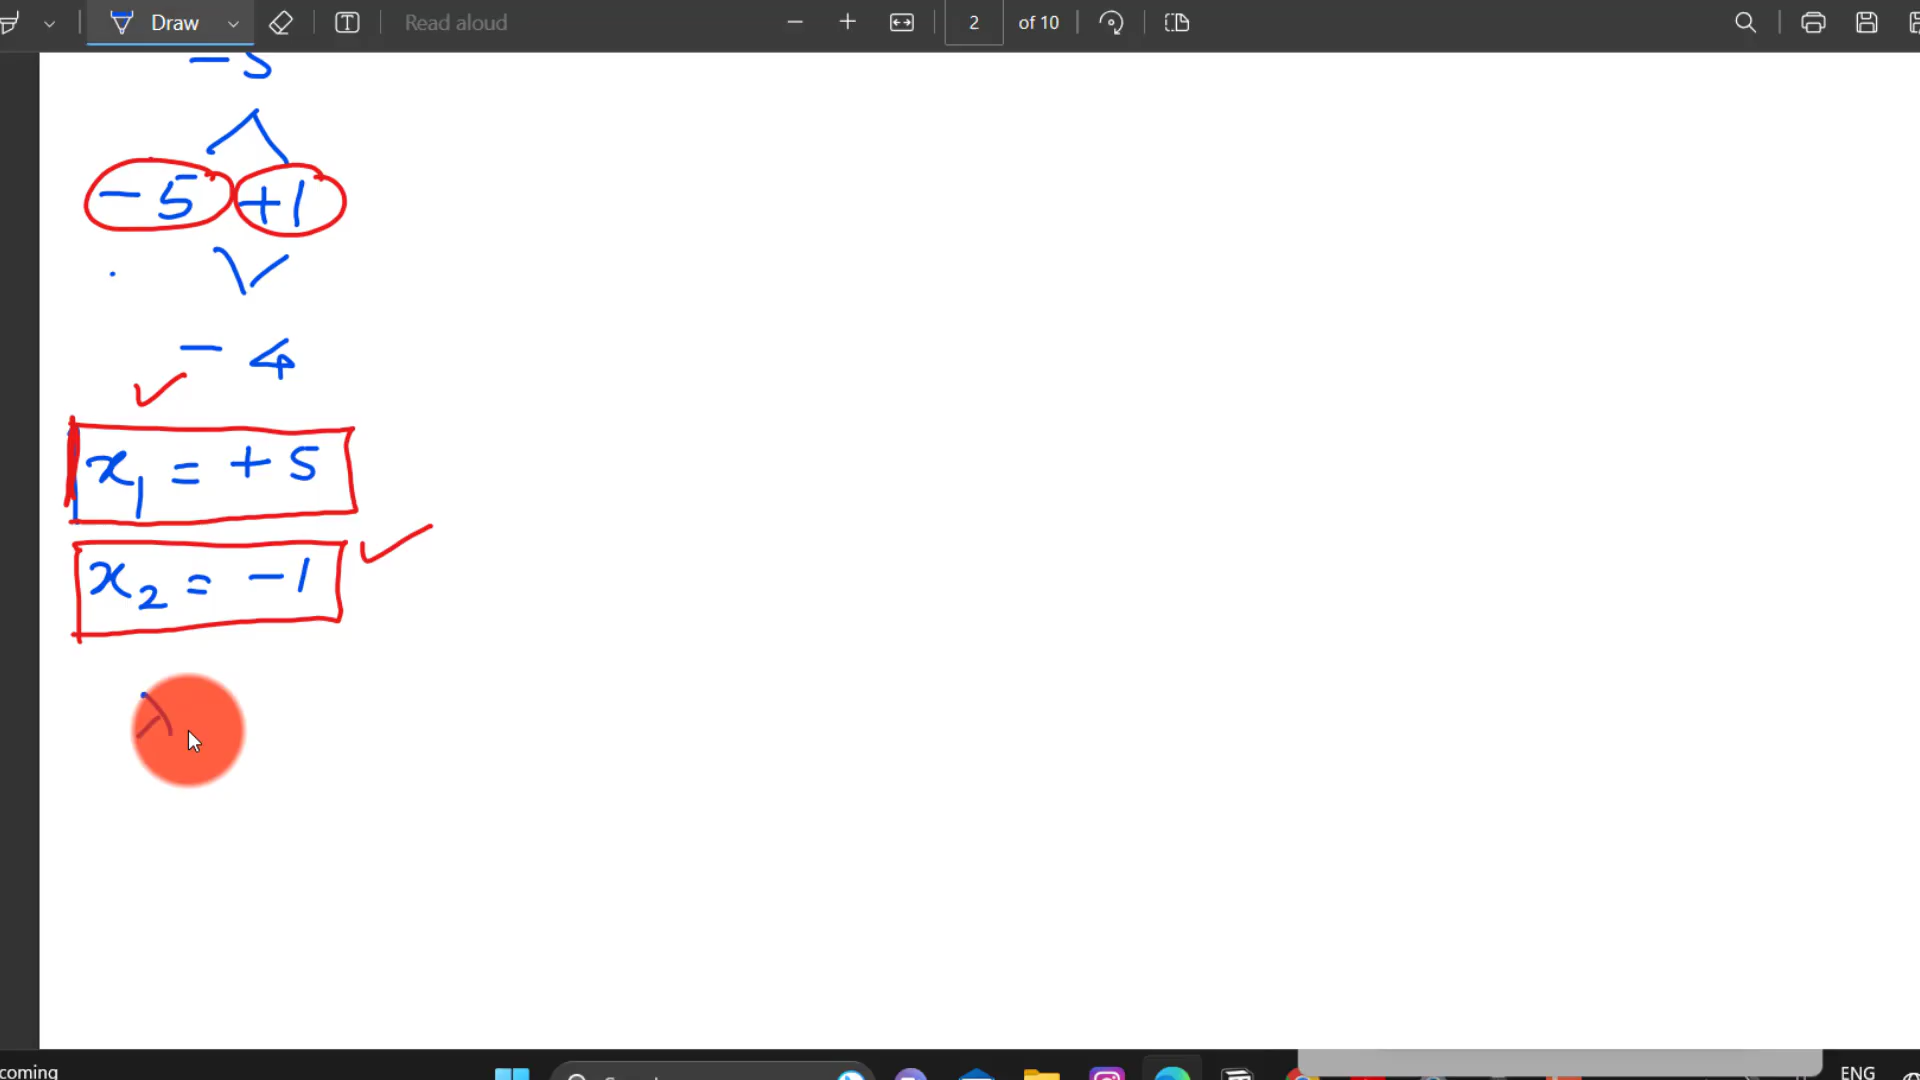 Draw Read aloud 2 of 10
- 5
- 5 + 1
- 4
x₁ = + 5
x₂ = - 1
coming ENG